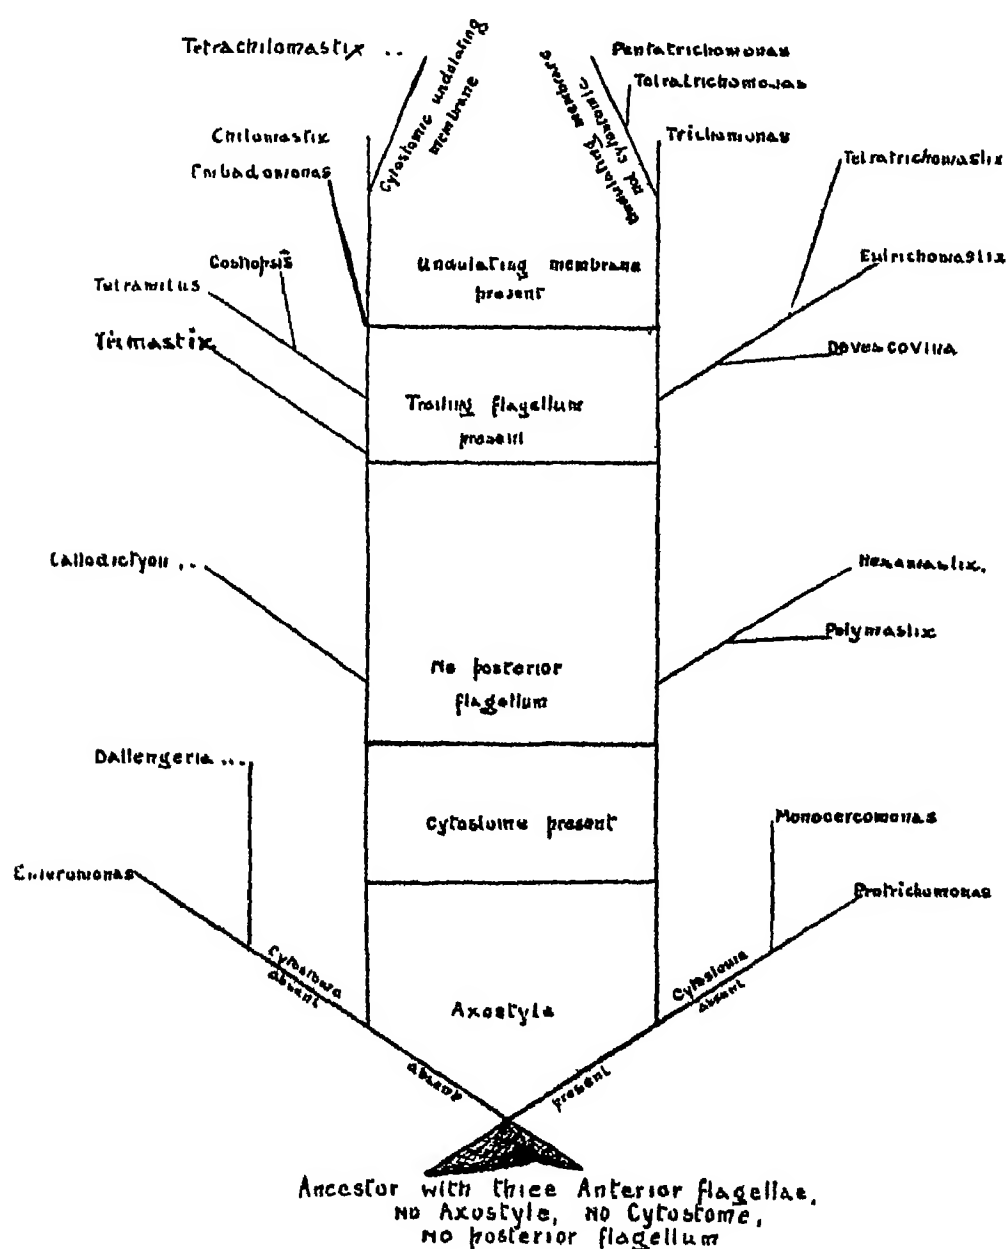 Tetrachilomastix ..
Cytostomic undulating
membrane
Undulating membrane
not cytostomic
Pentatrichomonas
Tetratrichomonas
Chilomastix
Trichomonas
Embadomonas
Tetratrichomastix
Coshopsis
Undulating membrane
present
Eutrichomastix
Tetramitus
Trimastix
Devescovina
Trailing flagellum
present
Callodictyon ..
Hexamastix.
Polymastix
No posterior
flagellum
Dallengeria ...
Cytostome present
Monocercomonas
Enteromonas
Protrichomonas
Cytostome
absent
Cytostome
absent
Axostyle
absent
present
Ancestor with three Anterior flagellae,
no Axostyle, no Cytostome,
no posterior flagellum